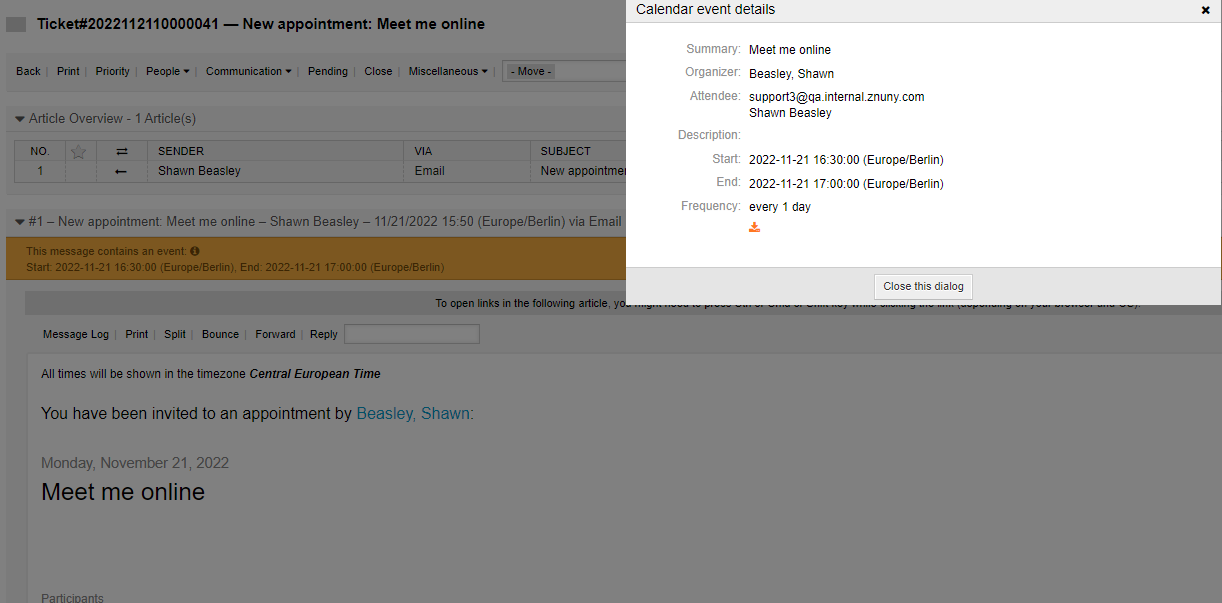 Ticket#2022112110000041 — New appointment: Meet me online
Back | Print | Priority | People | Communication | Pending | Close | Miscellaneous | - Move -
Article Overview - 1 Article(s)
NO. SENDER VIA SUBJECT
1 Shawn Beasley Email New appointmen
#1 – New appointment: Meet me online – Shawn Beasley – 11/21/2022 15:50 (Europe/Berlin) via Email
This message contains an event:
Start: 2022-11-21 16:30:00 (Europe/Berlin), End: 2022-11-21 17:00:00 (Europe/Berlin)
Calendar event details
Summary: Meet me online
Organizer: Beasley, Shawn
Attendee: support3@qa.internal.znuny.com
Shawn Beasley
Description:
Start: 2022-11-21 16:30:00 (Europe/Berlin)
End: 2022-11-21 17:00:00 (Europe/Berlin)
Frequency: every 1 day
Close this dialog
To open links in the following article, you might need to press Ctrl or Cmd or Shift key while clicking the link (depending on your browser and OS).
Message Log | Print | Split | Bounce | Forward | Reply
All times will be shown in the timezone Central European Time
You have been invited to an appointment by Beasley, Shawn:
Monday, November 21, 2022
Meet me online
Participants